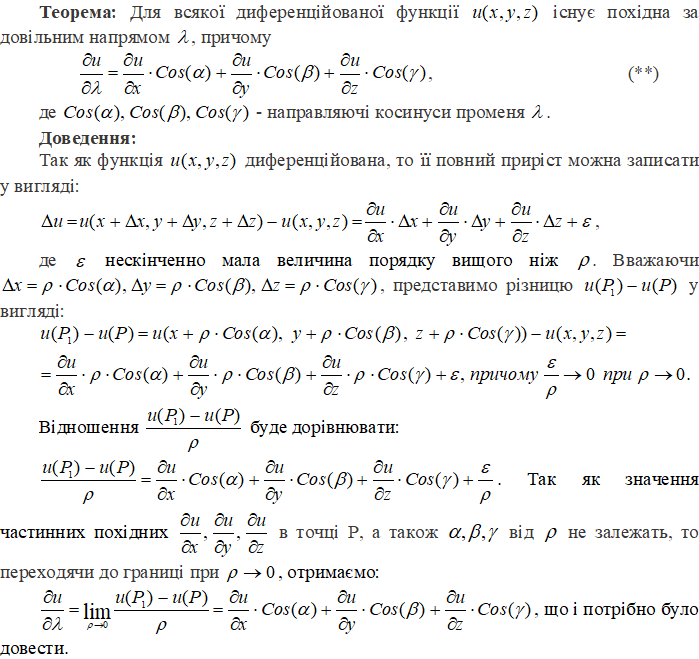 Теорема: Для всякої диференційованої функції u(x, y, z) існує похідна за
довільним напрямом λ, причому
∂u/∂λ = ∂u/∂x · Cos(α) + ∂u/∂y · Cos(β) + ∂u/∂z · Cos(γ), (**)
де Cos(α), Cos(β), Cos(γ) - направляючі косинуси променя λ.
Доведення:
Так як функція u(x, y, z) диференційована, то її повний приріст можна записати
у вигляді:
Δu = u(x + Δx, y + Δy, z + Δz) − u(x, y, z) = ∂u/∂x · Δx + ∂u/∂y · Δy + ∂u/∂z · Δz + ε,
де ε нескінченно мала величина порядку вищого ніж ρ. Вважаючи
Δx = ρ · Cos(α), Δy = ρ · Cos(β), Δz = ρ · Cos(γ), представимо різницю u(P₁) − u(P) у
вигляді:
u(P₁) − u(P) = u(x + ρ · Cos(α), y + ρ · Cos(β), z + ρ · Cos(γ)) − u(x, y, z) =
= ∂u/∂x · ρ · Cos(α) + ∂u/∂y · ρ · Cos(β) + ∂u/∂z · ρ · Cos(γ) + ε, причому ε/ρ → 0 при ρ → 0.
Відношення (u(P₁) − u(P))/ρ буде дорівнювати:
(u(P₁) − u(P))/ρ = ∂u/∂x · Cos(α) + ∂u/∂y · Cos(β) + ∂u/∂z · Cos(γ) + ε/ρ. Так як значення
частинних похідних ∂u/∂x, ∂u/∂y, ∂u/∂z в точці P, а також α, β, γ від ρ не залежать, то
переходячи до границі при ρ → 0, отримаємо:
∂u/∂λ = lim ρ→0 (u(P₁) − u(P))/ρ = ∂u/∂x · Cos(α) + ∂u/∂y · Cos(β) + ∂u/∂z · Cos(γ), що і потрібно було
довести.